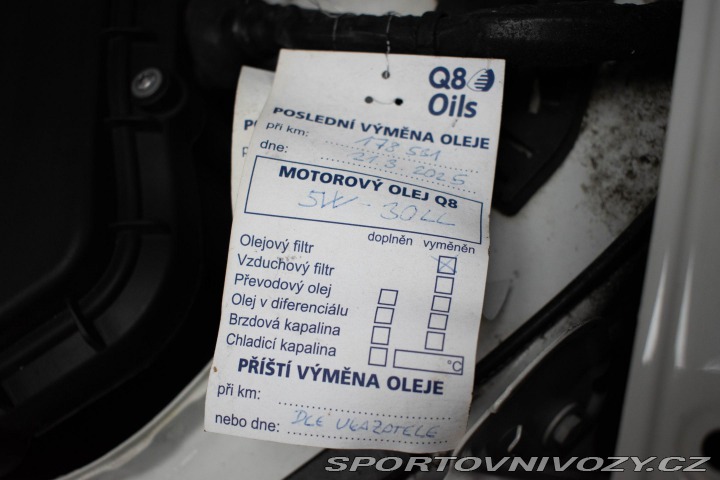 Q8
Oils
POSLEDNÍ VÝMĚNA OLEJE
při km: 178 551
dne: 21.3. 2025
MOTOROVÝ OLEJ Q8
5W-30LL
doplněn vyměněn
Olejový filtr
Vzduchový filtr
Převodový olej
Olej v diferenciálu
Brzdová kapalina
Chladicí kapalina °C
PŘÍŠTÍ VÝMĚNA OLEJE
při km:
nebo dne: DLE UKAZATELE
SPORTOVNIVOZY.CZ